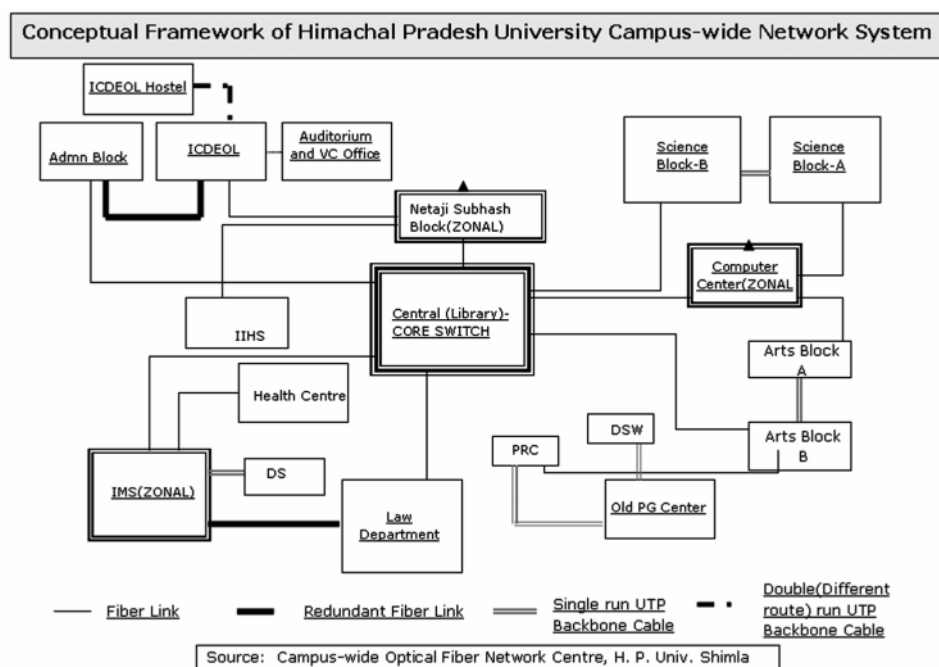 Conceptual Framework of Himachal Pradesh University Campus-wide Network System
ICDEOL Hostel
Admn Block
ICDEOL
Auditorium
and VC Office
Science
Block-B
Science
Block-A
Netaji Subhash
Block(ZONAL)
Computer
Center(ZONAL
Central (Library)-
CORE SWITCH
IIHS
Arts Block
A
Health Centre
DSW
Arts Block
B
PRC
DS
IMS(ZONAL)
Law
Department
Old PG Center
Fiber Link
Redundant Fiber Link
Single run UTP
Backbone Cable
Double(Different
route) run UTP
Backbone Cable
Source: Campus-wide Optical Fiber Network Centre, H. P. Univ. Shimla